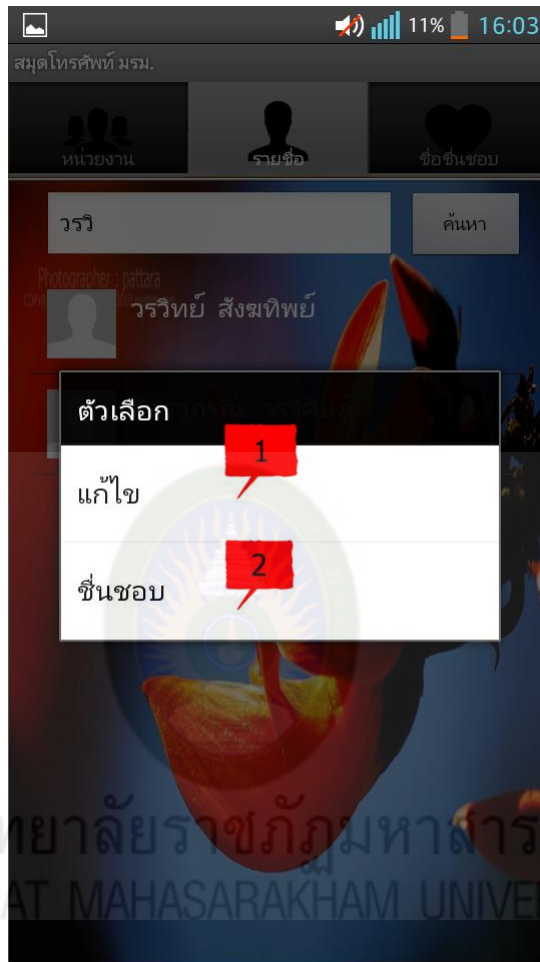 11% 16:03
สมุดโทรศัพท์ มรม.
หน่วยงาน รายชื่อ ชื่อชื่นชอบ
วรวิ ค้นหา
Photographer : pattara
วรวิทย์ สังฆทิพย์
ตัวเลือก
1
แก้ไข
2
ชื่นชอบ
ทยาลัยราชภัฏมหาสาร
AT MAHASARAKHAM UNIVE